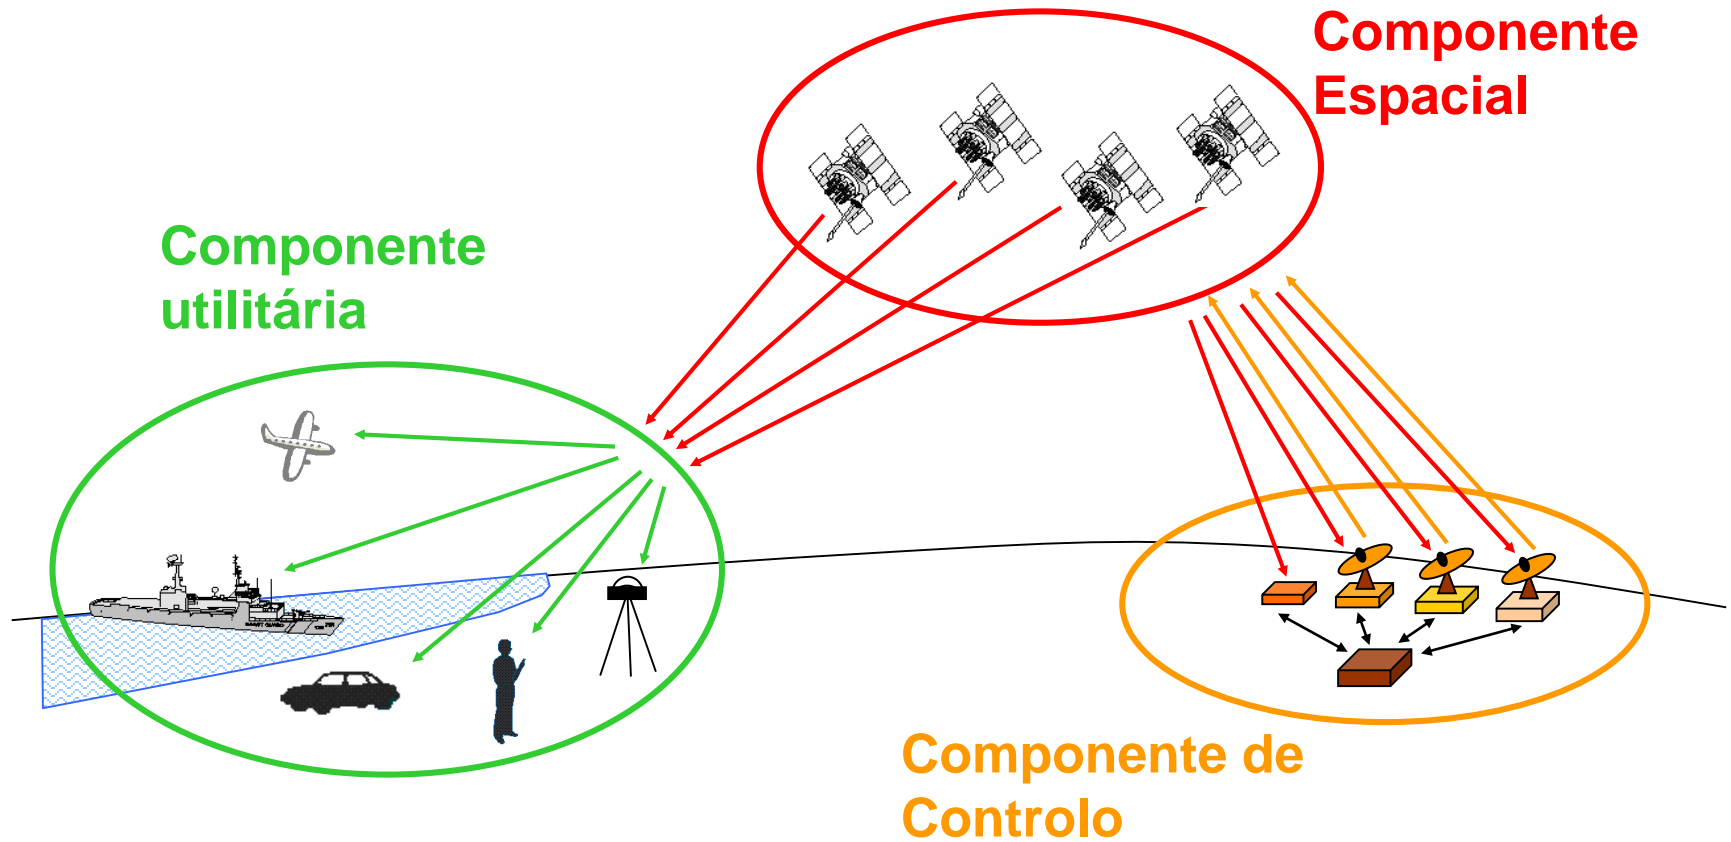 Componente
Espacial
Componente
utilitária
Componente de
Controlo